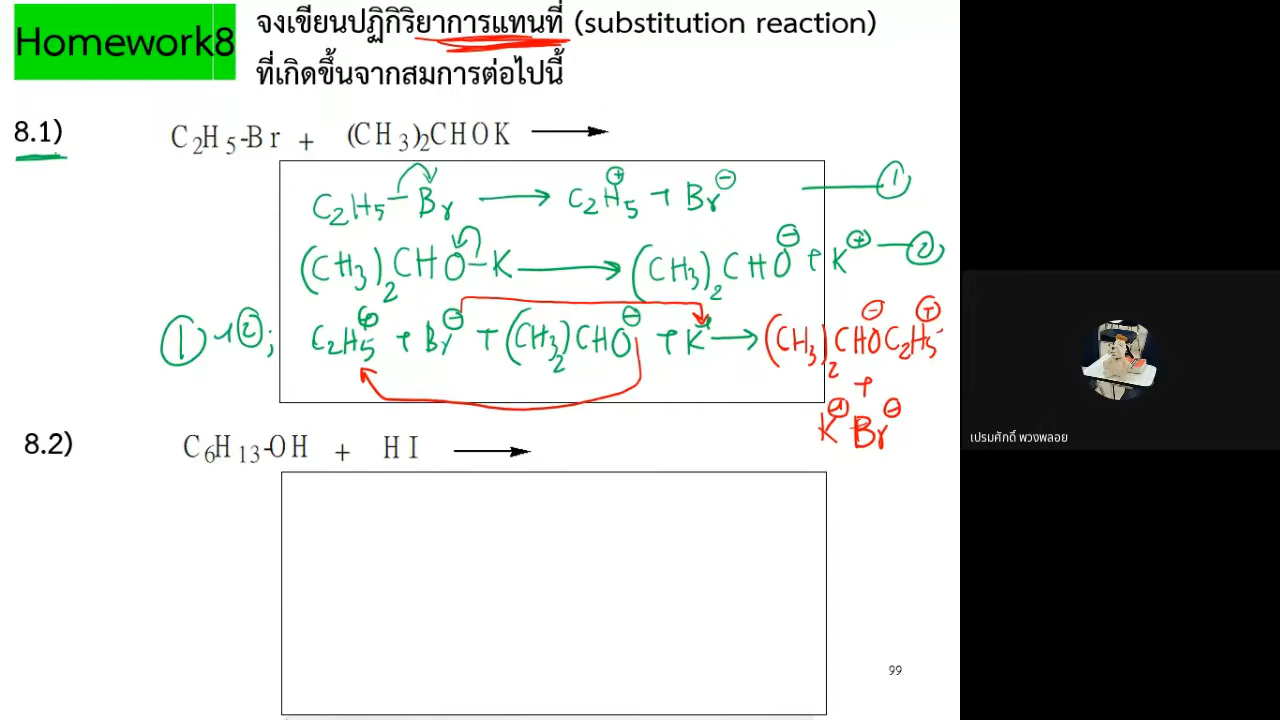 Homework8
จงเขียนปฏิกิริยาการแทนที่ (substitution reaction)
ที่เกิดขึ้นจากสมการต่อไปนี้
8.1) C₂H₅-Br + (CH₃)₂CHOK ⟶
C₂H₅–Br ⟶ C₂H₅⊕ + Br⊖ — ①
(CH₃)₂CHO–K ⟶ (CH₃)₂CHO⊖ + K⊕ — ②
①+②; C₂H₅⊕ + Br⊖ + (CH₃)₂CHO⊖ + K⁺ ⟶ (CH₃)₂CHO⊖C₂H₅⊕
+
K⊕Br⊖
เปรมศักดิ์ พวงพลอย
8.2) C₆H₁₃-OH + HI ⟶
99